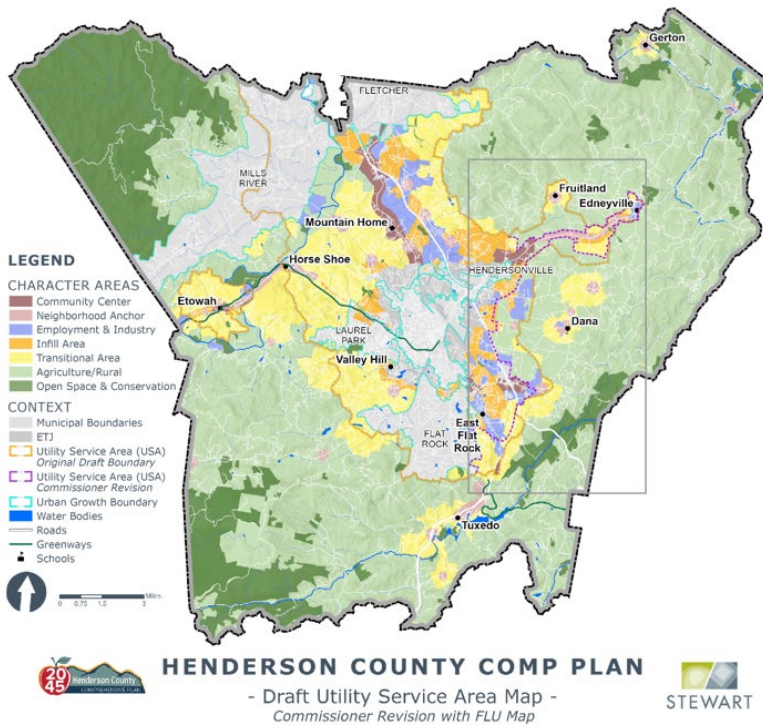 Gerton
FLETCHER
MILLS
RIVER
Fruitland
Edneyville
Mountain Home
HENDERSONVILLE
Horse Shoe
Etowah
Dana
LAUREL
PARK
Valley Hill
East
Flat
Rock
FLAT
ROCK
Tuxedo
LEGEND
CHARACTER AREAS
Community Center
Neighborhood Anchor
Employment & Industry
Infill Area
Transitional Area
Agriculture/Rural
Open Space & Conservation
CONTEXT
Municipal Boundaries
ETJ
Utility Service Area (USA)
Original Draft Boundary
Utility Service Area (USA)
Commissioner Revision
Urban Growth Boundary
Water Bodies
Roads
Greenways
Schools
0 0.75 1.5 3 Miles
2045
Henderson County
COMPREHENSIVE PLAN
HENDERSON COUNTY COMP PLAN
- Draft Utility Service Area Map -
Commissioner Revision with FLU Map
STEWART